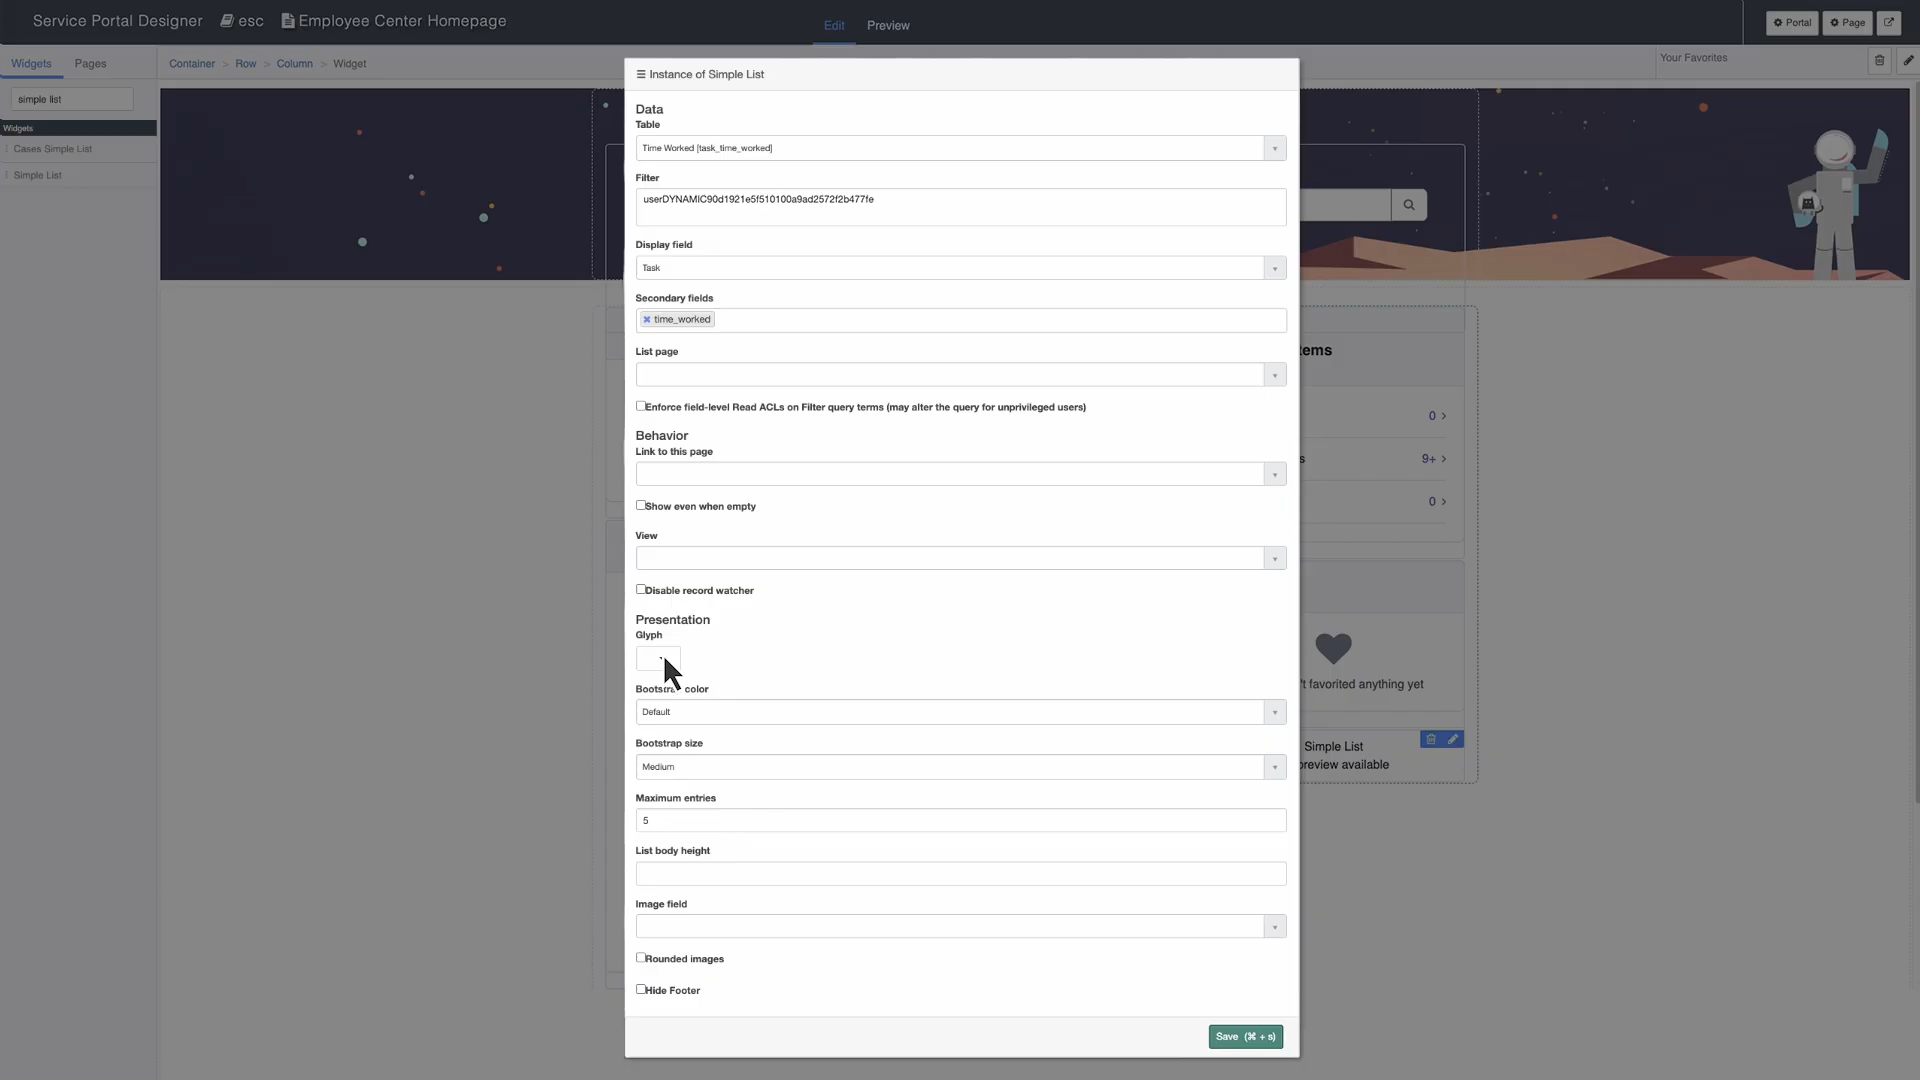 Service Portal Designer esc Employee Center Homepage
Edit Preview
Portal Page
Widgets Pages
Container > Row > Column > Widget
Your Favorites
simple list
Widgets
Cases Simple List
Simple List
Instance of Simple List
Data
Table
Time Worked [task_time_worked]
Filter
userDYNAMIC90d1921e5f510100a9ad2572f2b477fe
Display field
Task
Secondary fields
time_worked
List page
Enforce field-level Read ACLs on Filter query terms (may alter the query for unprivileged users)
Behavior
Link to this page
Show even when empty
View
Disable record watcher
Presentation
Glyph
Bootstrap color
Default
Bootstrap size
Medium
Maximum entries
5
List body height
Image field
Rounded images
Hide Footer
Save (⌘ + s)
tems
0 >
s 9+ >
0 >
't favorited anything yet
Simple List
preview available